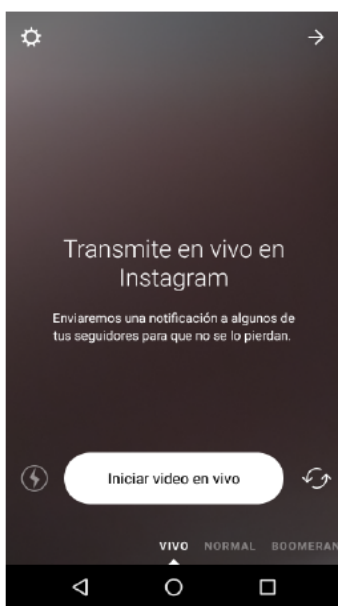 Transmite en vivo en
Instagram
Enviaremos una notificación a algunos de
tus seguidores para que no se lo pierdan.
Iniciar video en vivo
VIVO NORMAL BOOMERAN